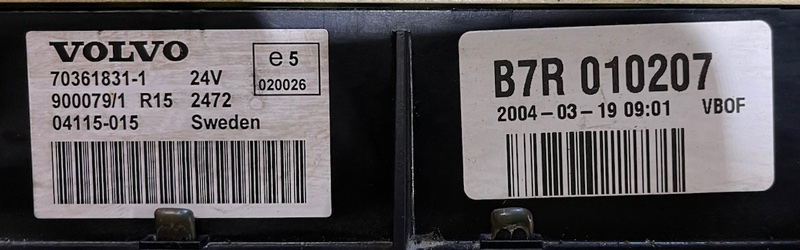 VOLVO
70361831-1 24V
900079/1 R15 2472
04115-015 Sweden
e5
020026
B7R 010207
2004-03-19 09:01 VBOF